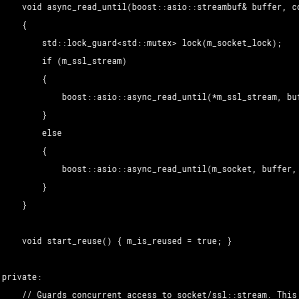 void async_read_until(boost::asio::streambuf& buffer,
{
std::lock_guard<std::mutex> lock(m_socket_lock);
if (m_ssl_stream)
{
boost::asio::async_read_until(*m_ssl_stream,
}
else
{
boost::asio::async_read_until(m_socket, buffer,
}
}
void start_reuse() { m_is_reused = true; }
private:
// Guards concurrent access to socket/ssl::stream. This